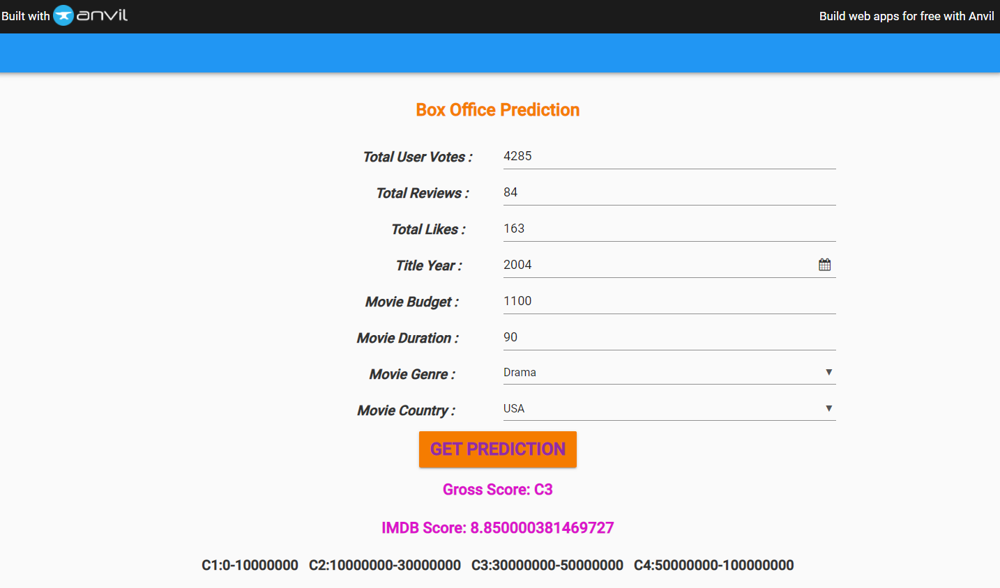 Built with anvil Build web apps for free with Anvil
Box Office Prediction
Total User Votes : 4285
Total Reviews : 84
Total Likes : 163
Title Year : 2004
Movie Budget : 1100
Movie Duration : 90
Movie Genre : Drama
Movie Country : USA
GET PREDICTION
Gross Score: C3
IMDB Score: 8.850000381469727
C1:0-10000000 C2:10000000-30000000 C3:30000000-50000000 C4:50000000-100000000